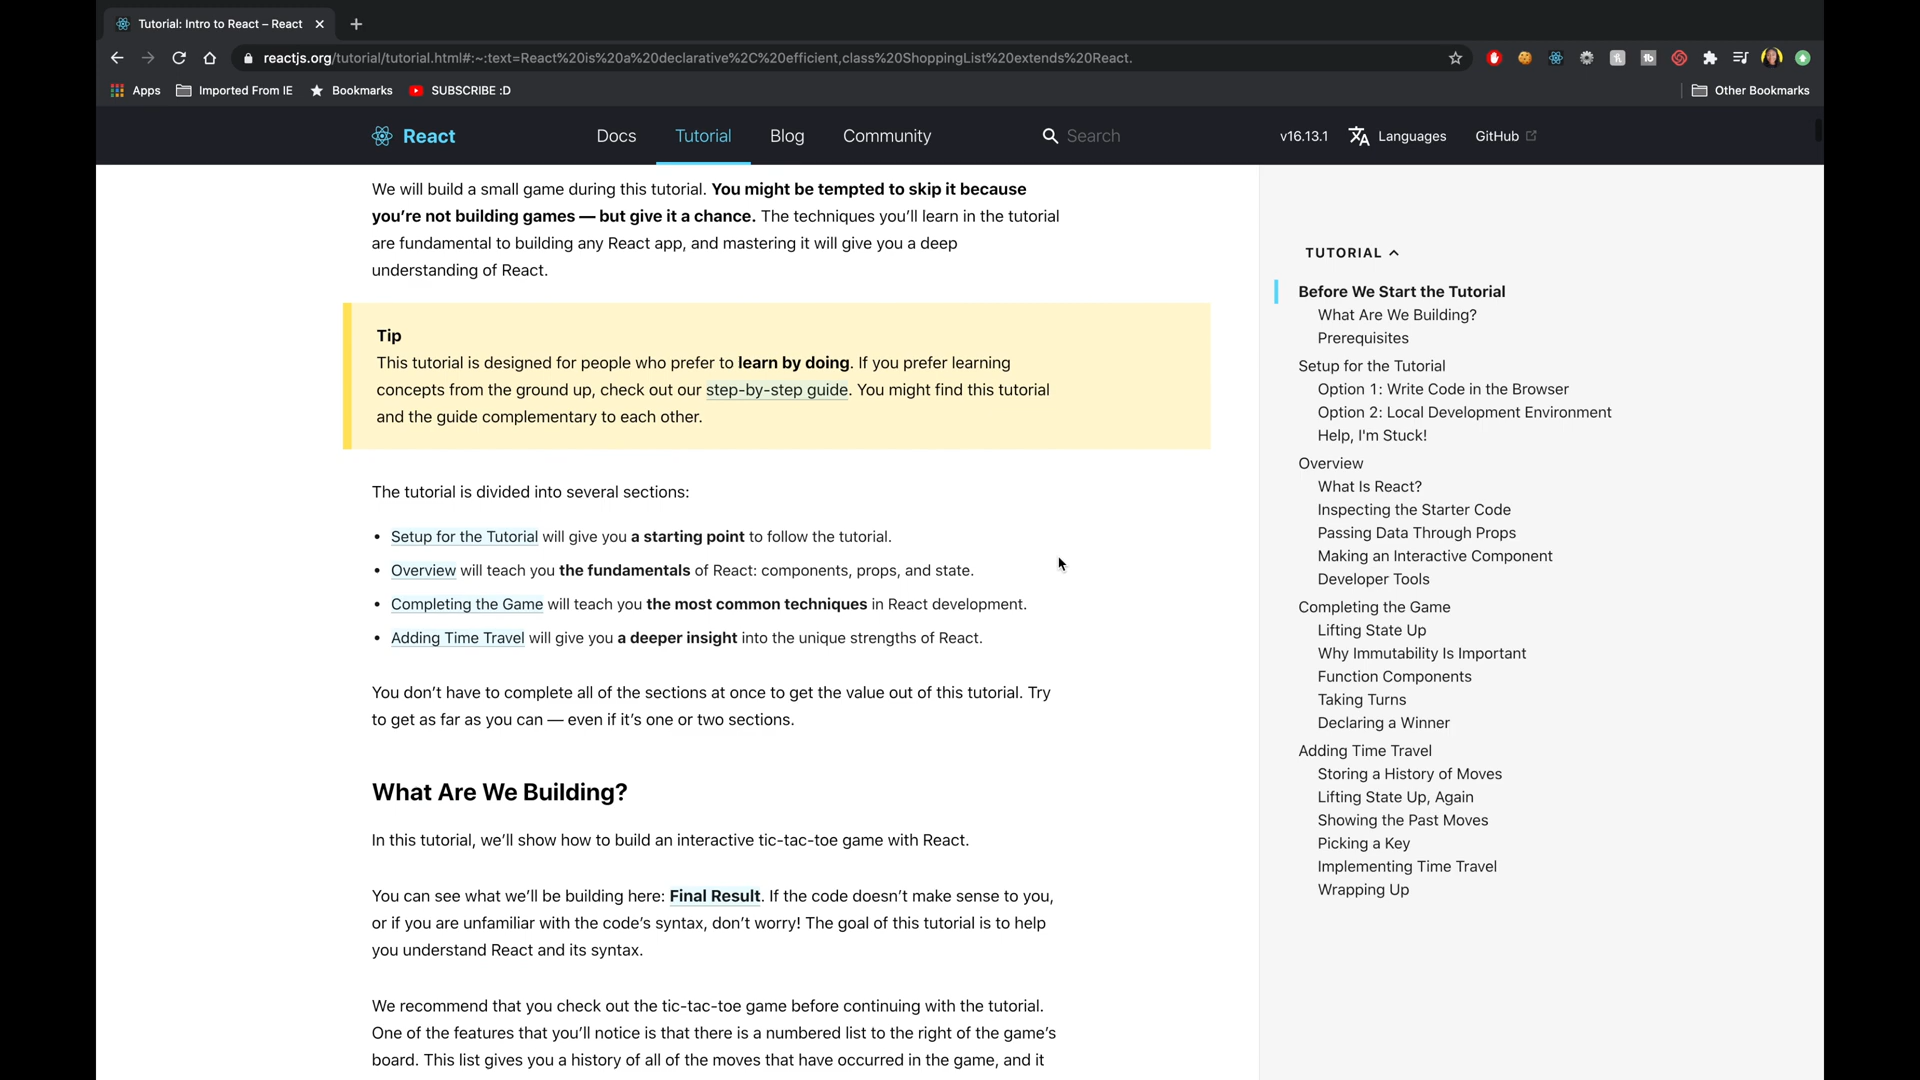 Tutorial: Intro to React – React
reactjs.org/tutorial/tutorial.html#:~:text=React%20is%20a%20declarative%2C%20efficient,class%20ShoppingList%20extends%20React.
Apps Imported From IE Bookmarks SUBSCRIBE :D Other Bookmarks
React Docs Tutorial Blog Community Search v16.13.1 Languages GitHub
We will build a small game during this tutorial. You might be tempted to skip it because
you’re not building games — but give it a chance. The techniques you’ll learn in the tutorial
are fundamental to building any React app, and mastering it will give you a deep
understanding of React.
Tip
This tutorial is designed for people who prefer to learn by doing. If you prefer learning
concepts from the ground up, check out our step-by-step guide. You might find this tutorial
and the guide complementary to each other.
The tutorial is divided into several sections:
• Setup for the Tutorial will give you a starting point to follow the tutorial.
• Overview will teach you the fundamentals of React: components, props, and state.
• Completing the Game will teach you the most common techniques in React development.
• Adding Time Travel will give you a deeper insight into the unique strengths of React.
You don’t have to complete all of the sections at once to get the value out of this tutorial. Try
to get as far as you can — even if it’s one or two sections.
What Are We Building?
In this tutorial, we’ll show how to build an interactive tic-tac-toe game with React.
You can see what we’ll be building here: Final Result. If the code doesn’t make sense to you,
or if you are unfamiliar with the code’s syntax, don’t worry! The goal of this tutorial is to help
you understand React and its syntax.
We recommend that you check out the tic-tac-toe game before continuing with the tutorial.
One of the features that you’ll notice is that there is a numbered list to the right of the game’s
board. This list gives you a history of all of the moves that have occurred in the game, and it
TUTORIAL
Before We Start the Tutorial
What Are We Building?
Prerequisites
Setup for the Tutorial
Option 1: Write Code in the Browser
Option 2: Local Development Environment
Help, I'm Stuck!
Overview
What Is React?
Inspecting the Starter Code
Passing Data Through Props
Making an Interactive Component
Developer Tools
Completing the Game
Lifting State Up
Why Immutability Is Important
Function Components
Taking Turns
Declaring a Winner
Adding Time Travel
Storing a History of Moves
Lifting State Up, Again
Showing the Past Moves
Picking a Key
Implementing Time Travel
Wrapping Up